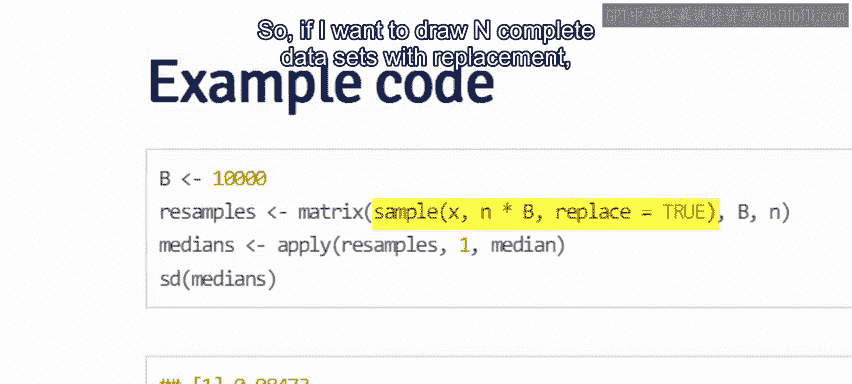 So, if I want to draw N complete
data sets with replacement,
Example code
B <- 10000
resamples <- matrix(sample(x, n * B, replace = TRUE), B, n)
medians <- apply(resamples, 1, median)
sd(medians)